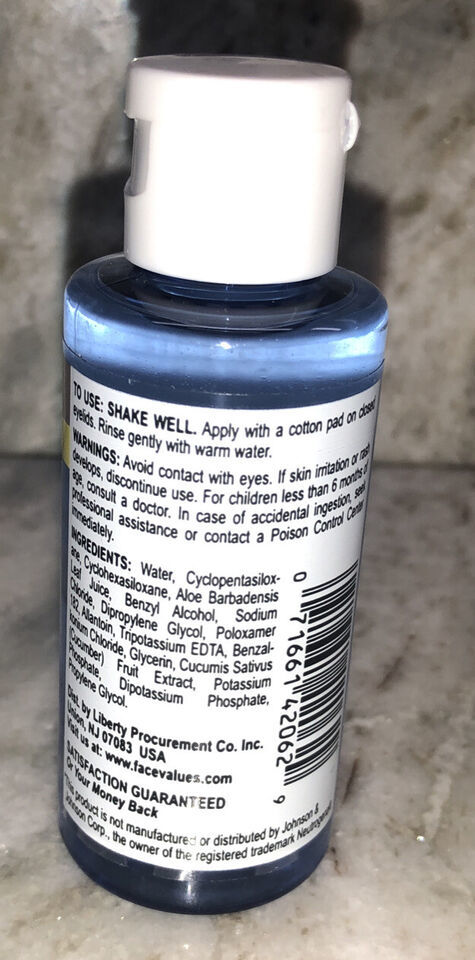 TO USE: SHAKE WELL. Apply with a cotton pad on closed
eyelids. Rinse gently with warm water.
WARNINGS: Avoid contact with eyes. If skin irritation or rash
develops, discontinue use. For children less than 6 months of
age, consult a doctor. In case of accidental ingestion, seek
professional assistance or contact a Poison Control Center
immediately.
INGREDIENTS: Water, Cyclopentasilox-
ane, Cyclohexasiloxane, Aloe Barbadensis
Leaf Juice, Benzyl Alcohol, Sodium
Chloride, Dipropylene Glycol, Poloxamer
182, Allantoin, Tripotassium EDTA, Benzal-
konium Chloride, Glycerin, Cucumis Sativus
(Cucumber) Fruit Extract, Potassium
Phosphate, Dipotassium Phosphate,
Propylene Glycol.
Dist. by Liberty Procurement Co. Inc.
Union, NJ 07083 USA
Visit us at: www.facevalues.com
SATISFACTION GUARANTEED
Or Your Money Back
This product is not manufactured or distributed by Johnson &
Johnson Corp., the owner of the registered trademark Neutrogena.
0 71661 42062 9